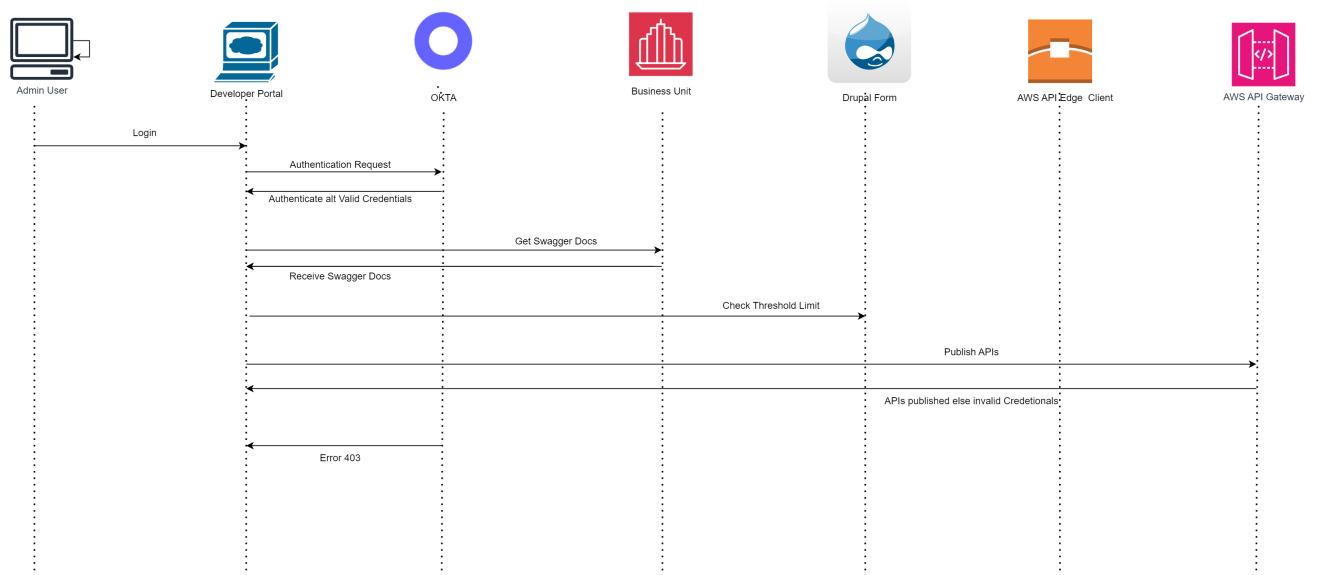 Admin User
Developer Portal
OKTA
Business Unit
Drupal Form
AWS API Edge Client
AWS API Gateway
</>
Login
Authentication Request
Authenticate alt Valid Credentials
Get Swagger Docs
Receive Swagger Docs
Check Threshold Limit
Publish APIs
APIs published else invalid Credetionals
Error 403